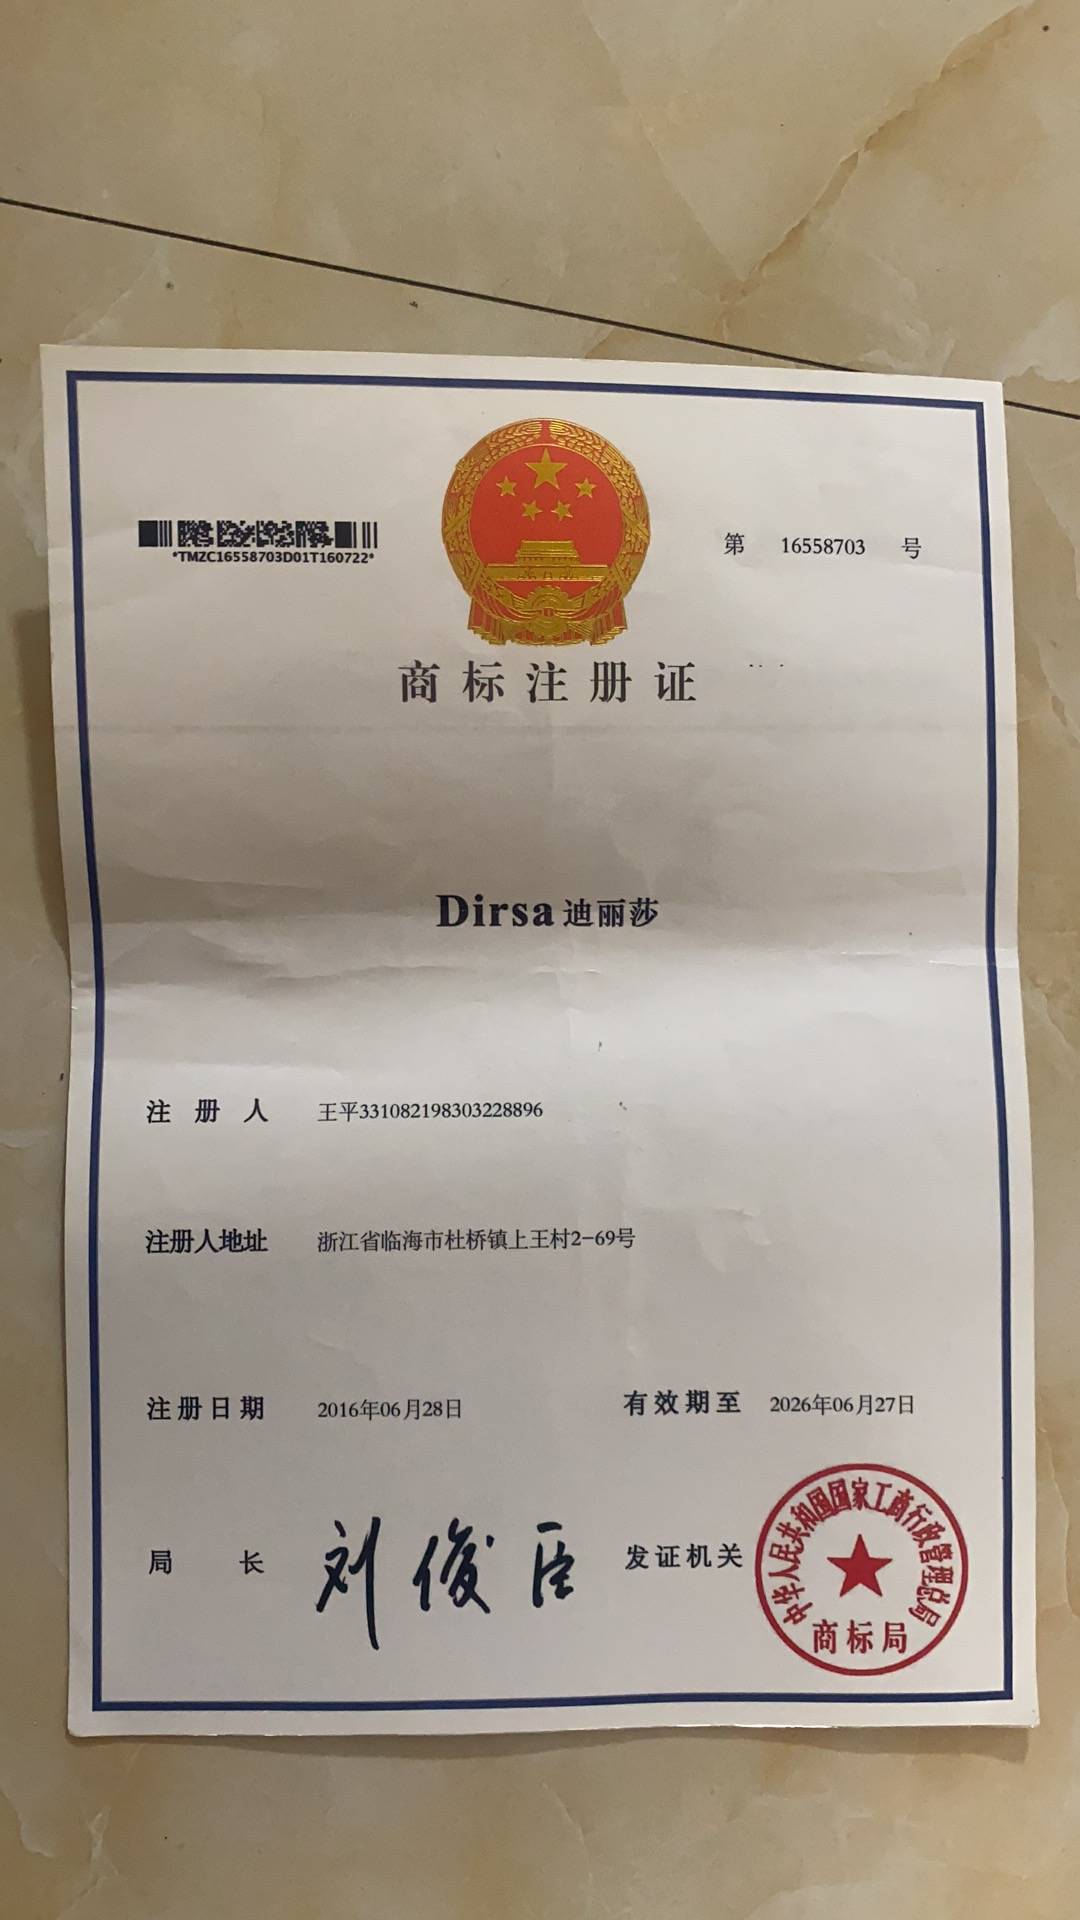 *TMZC16558703D01T160722*
第 16558703 号
商标注册证
Dirsa 迪丽莎
注册人 王平331082198303228896
注册人地址 浙江省临海市杜桥镇上王村2-69号
注册日期 2016年06月28日 有效期至 2026年06月27日
局长 刘俊臣 发证机关
中华人民共和国国家工商行政管理总局
商标局